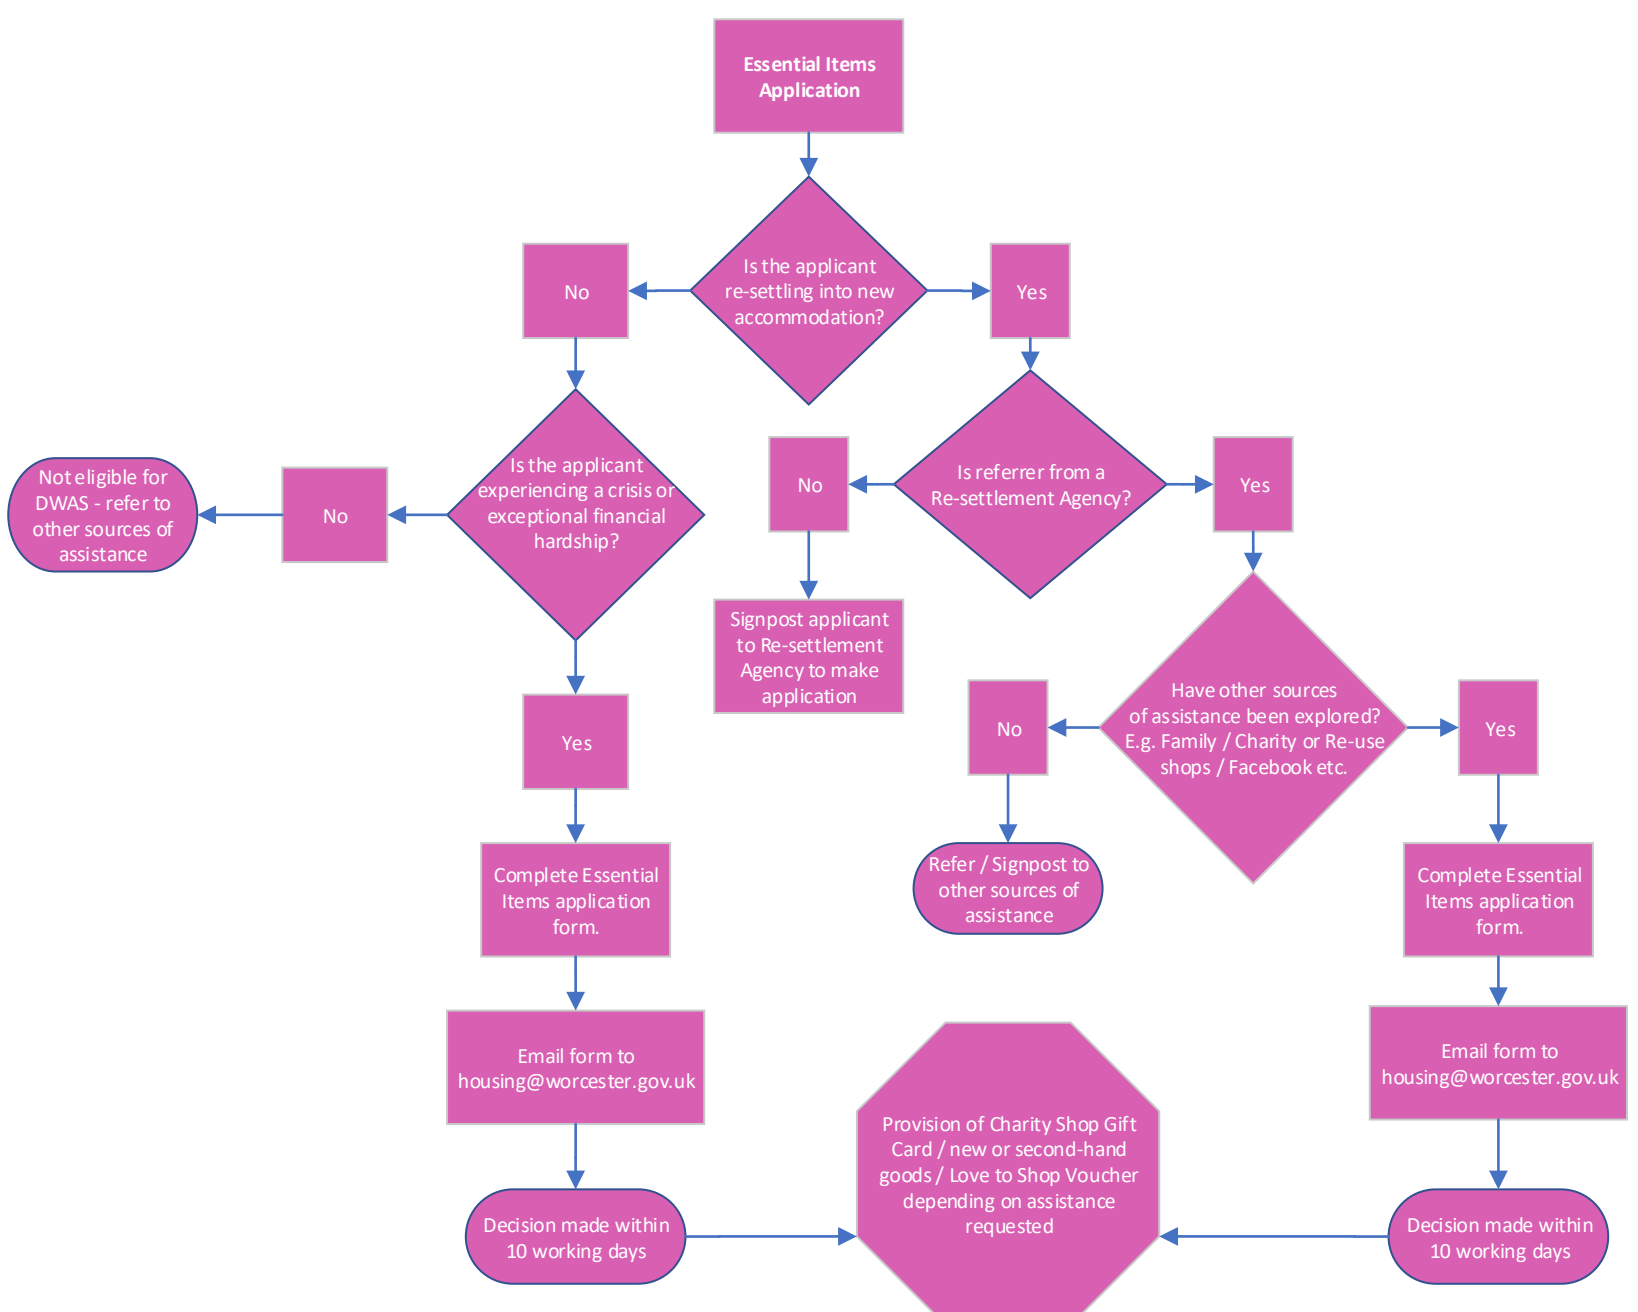 Essential Items
Application
Is the applicant
re-settling into new
accommodation?
No
Yes
Is the applicant
experiencing a crisis or
exceptional financial
hardship?
No
Not eligible for
DWAS - refer to
other sources of
assistance
Is referrer from a
Re-settlement Agency?
No
Yes
Signpost applicant
to Re-settlement
Agency to make
application
Have other sources
of assistance been explored?
E.g. Family / Charity or Re-use
shops / Facebook etc.
Yes
No
Yes
Refer / Signpost to
other sources of
assistance
Complete Essential
Items application
form.
Complete Essential
Items application
form.
Email form to
housing@worcester.gov.uk
Email form to
housing@worcester.gov.uk
Provision of Charity Shop Gift
Card / new or second-hand
goods / Love to Shop Voucher
depending on assistance
requested
Decision made within
10 working days
Decision made within
10 working days